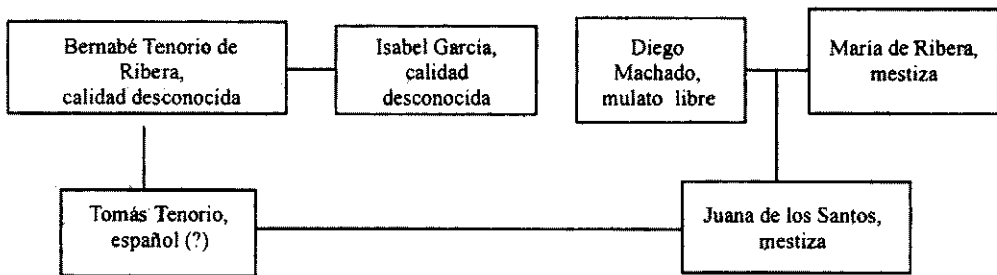 Bernabé Tenorio de
Ribera,
calidad desconocida
Isabel García,
calidad
desconocida
Diego
Machado,
mulato libre
María de Ribera,
mestiza
Tomás Tenorio,
español (?)
Juana de los Santos,
mestiza